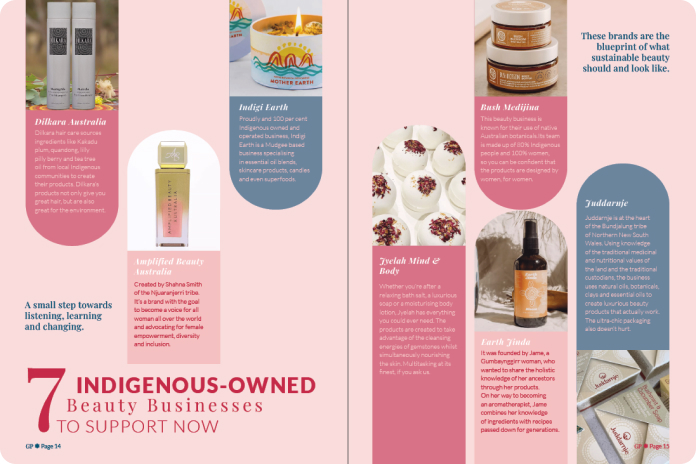 Dilkara Australia
Dilkara hair care sources
ingredients like Kakadu
plum, quandong, lilly
pilly berry and tea tree
oil from local Indigenous
communities to create
their products. Dilkara's
products not only give you
great hair, but are also
great for the environment.
Indigi Earth
Proudly and 100 per cent
Indigenous owned and
operated business, Indigi
Earth is a Mudgee based
business specialising
in essential oil brands,
skincare products, candles
and even superfoods.
MOTHER EARTH
AMPLIFIED BEAUTY
AUSTRALIA
Amplified Beauty
Australia
Created by Shahna Smith
of the Njuaranjarri tribe.
It's a brand with the goal
to become a voice for all
woman all over the world
and advocating for female
empowerment, diversity
and inclusion.
A small step towards
listening, learning
and changing.
7 INDIGENOUS-OWNED
Beauty Businesses
TO SUPPORT NOW
GP Page 14
These brands are the
blueprint of what
sustainable beauty
should and look like.
Bush Medijina
This beauty business is
known for their use of native
Australian botanicals. Its team
is made up of 80% Indigenous
people and 100% women,
so you can be confident that
the products are designed by
women, for women.
Jyelah Mind &
Body
Whether you're after a
relaxing bath salt, a luxurious
soap or a moisturising body
lotion, Jyelah has everything
you could ever need. The
products are created to take
advantage of the cleansing
energies of gemstones whilst
simultaneously nourishing
the skin. Multitasking at its
finest, if you ask us.
Earth Jinda
It was founded by Jame, a
Gumbaynggirr woman, who
wanted to share the holistic
knowledge of her ancestors
through her products.
On her way to becoming
an aromatherapist, Jame
combines her knowledge
of ingredients with recipes
passed down for generations.
Juddarnje
Juddarnje is at the heart
of the Bundjalung tribe
of Northern New South
Wales. Using knowledge
of the traditional medicinal
and nutritional values of
the land and the traditional
custodians, the business
uses natural oils, botanicals,
clays and essential oils to
create luxurious beauty
products that actually work.
The ultra-chic packaging
also doesn't hurt.
Juddarnje
Juddarnje
GP Page 15